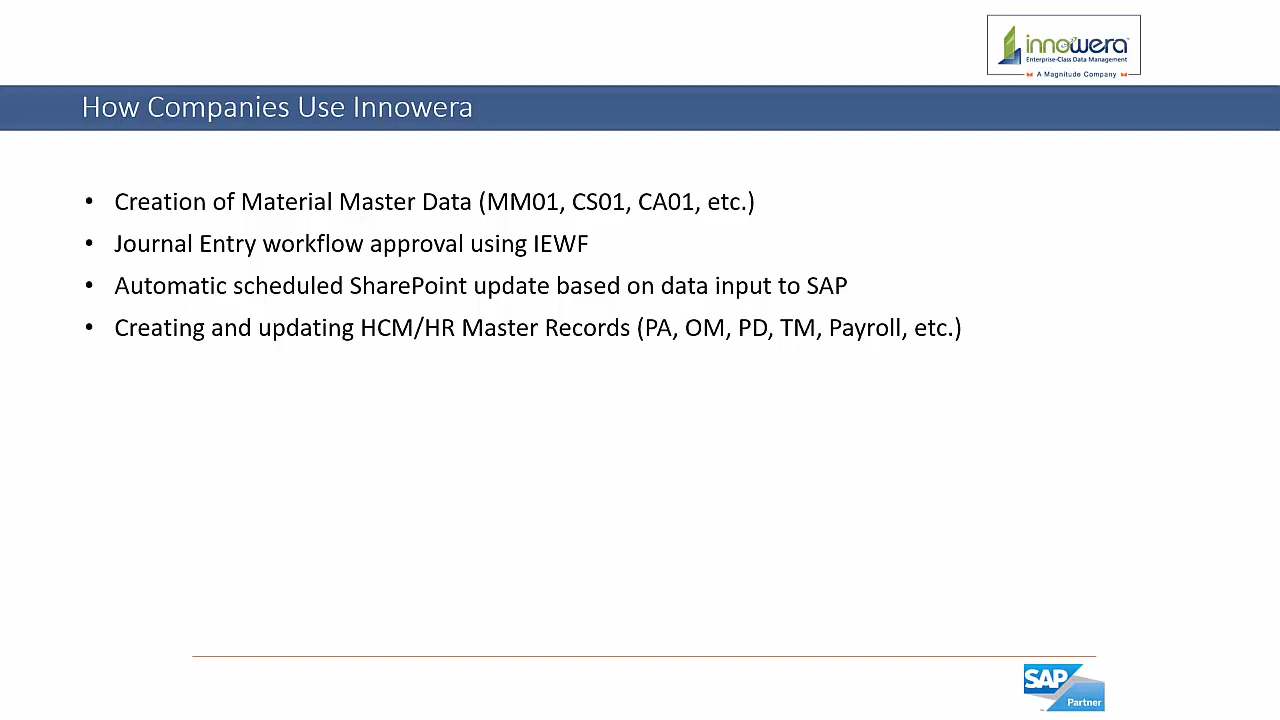 innowera
Enterprise-Class Data Management
A Magnitude Company
How Companies Use Innowera
• Creation of Material Master Data (MM01, CS01, CA01, etc.)
• Journal Entry workflow approval using IEWF
• Automatic scheduled SharePoint update based on data input to SAP
• Creating and updating HCM/HR Master Records (PA, OM, PD, TM, Payroll, etc.)
SAP
Partner